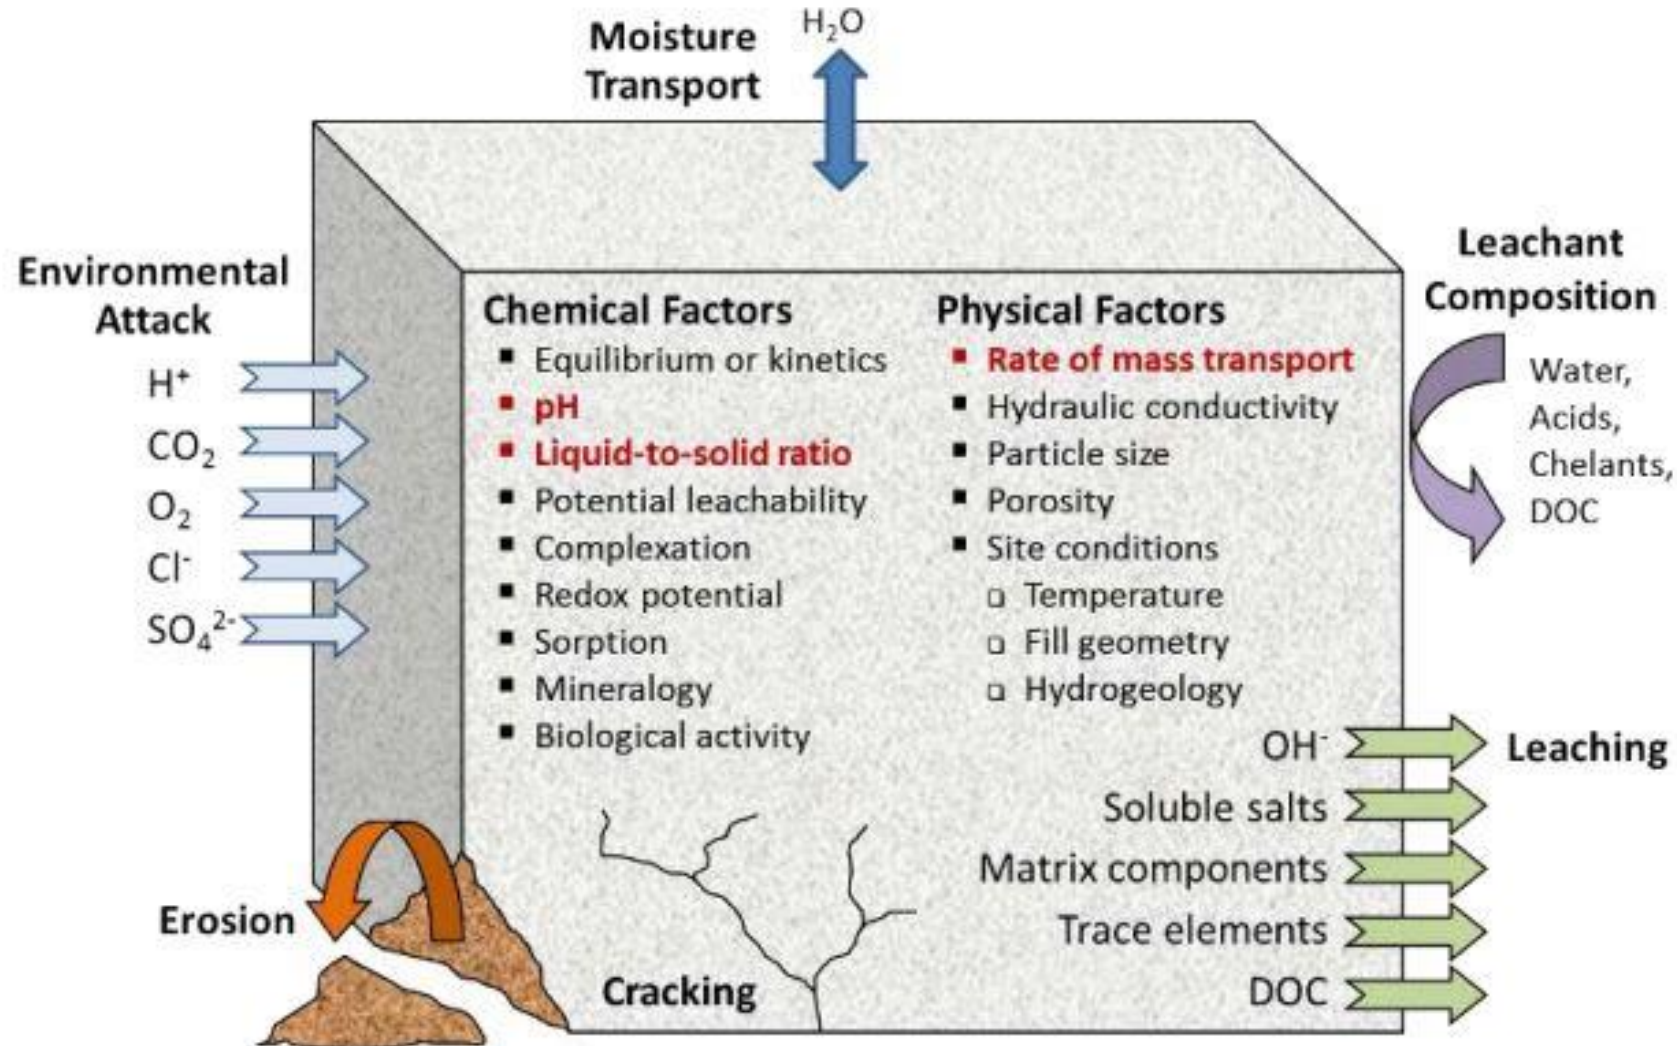 Moisture
Transport
H₂O
Environmental
Attack
H⁺
CO₂
O₂
Cl⁻
SO₄²⁻
Chemical Factors
▪ Equilibrium or kinetics
▪ pH
▪ Liquid-to-solid ratio
▪ Potential leachability
▪ Complexation
▪ Redox potential
▪ Sorption
▪ Mineralogy
▪ Biological activity
Physical Factors
▪ Rate of mass transport
▪ Hydraulic conductivity
▪ Particle size
▪ Porosity
▪ Site conditions
❑ Temperature
❑ Fill geometry
❑ Hydrogeology
Leachant
Composition
Water,
Acids,
Chelants,
DOC
OH⁻
Leaching
Soluble salts
Matrix components
Trace elements
DOC
Erosion
Cracking